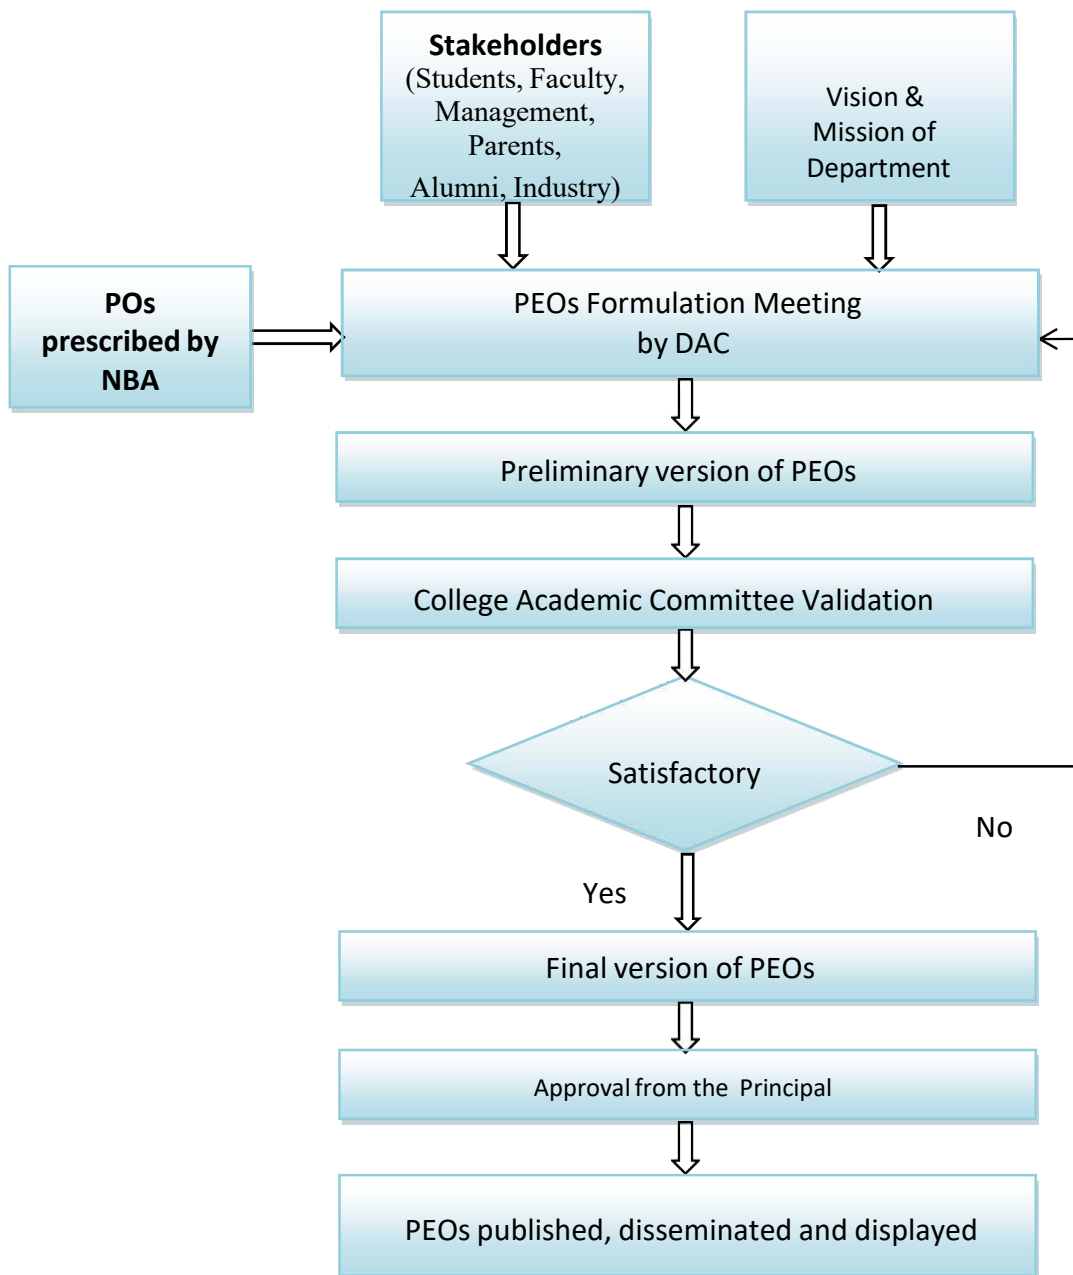 Stakeholders
(Students, Faculty,
Management,
Parents,
Alumni, Industry)
Vision &
Mission of
Department
POs
prescribed by
NBA
PEOs Formulation Meeting
by DAC
Preliminary version of PEOs
College Academic Committee Validation
Satisfactory
No
Yes
Final version of PEOs
Approval from the Principal
PEOs published, disseminated and displayed